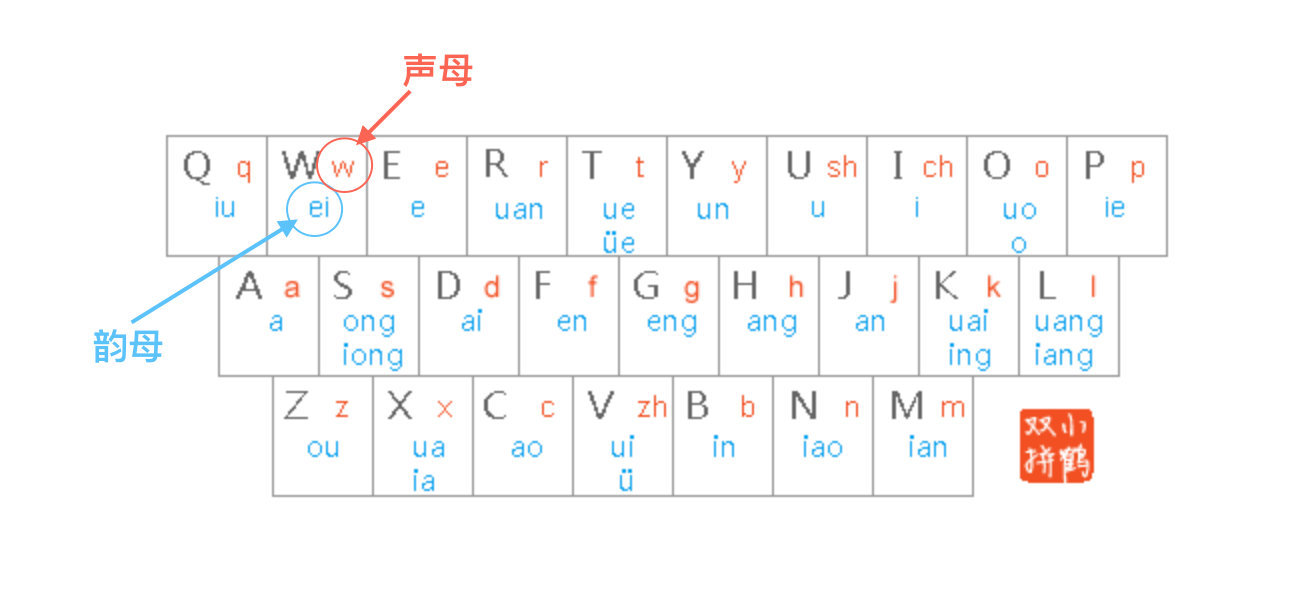 声母
Q q W w E e R r T t Y y U sh I ch O o P p
iu ei e uan ue un u i uo ie
üe o
A a S s D d F f G g H h J j K k L l
a ong ai en eng ang an uai uang
iong ing iang
韵母
Z z X x C c V zh B b N n M m
ou ua ao ui in iao ian
ia ü
双小
拼鹤